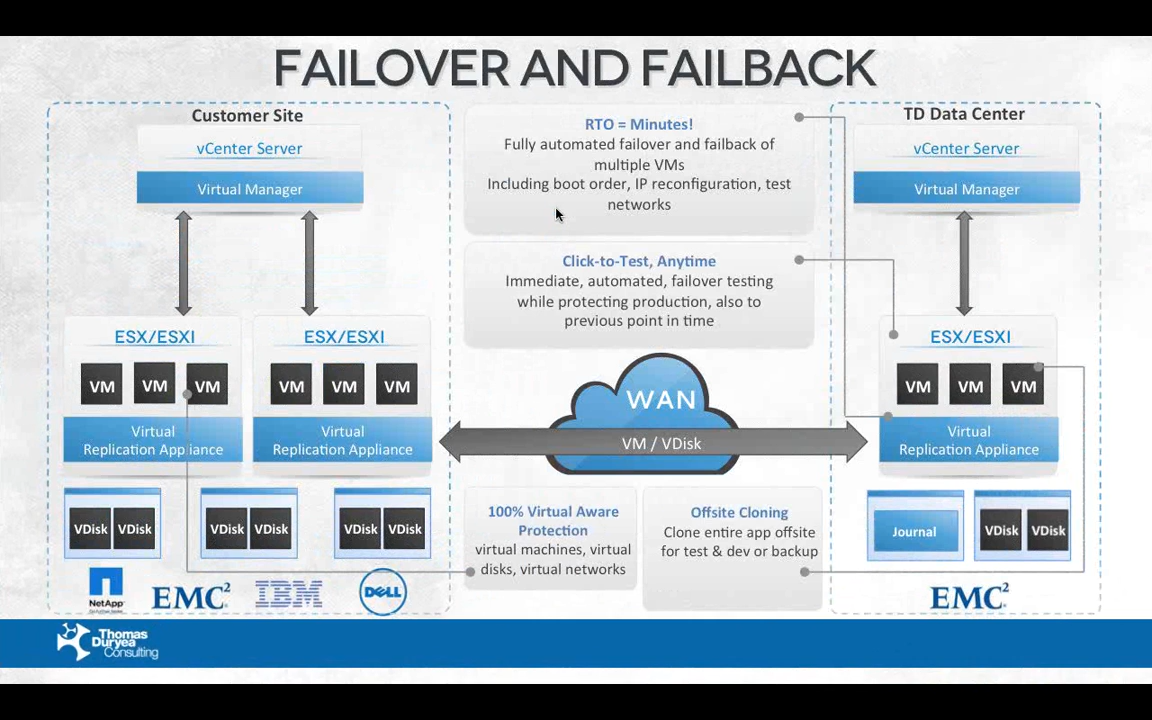 FAILOVER AND FAILBACK
Customer Site
vCenter Server
Virtual Manager
ESX/ESXI
VM VM VM
Virtual
Replication Appliance
ESX/ESXI
VM VM VM
Virtual
Replication Appliance
VDisk VDisk
VDisk VDisk
VDisk VDisk
NetApp
EMC²
IBM
DELL
RTO = Minutes!
Fully automated failover and failback of
multiple VMs
Including boot order, IP reconfiguration, test
networks
Click-to-Test, Anytime
Immediate, automated, failover testing
while protecting production, also to
previous point in time
WAN
VM / VDisk
100% Virtual Aware
Protection
virtual machines, virtual
disks, virtual networks
Offsite Cloning
Clone entire app offsite
for test & dev or backup
TD Data Center
vCenter Server
Virtual Manager
ESX/ESXI
VM VM VM
Virtual
Replication Appliance
Journal
VDisk VDisk
EMC²
Thomas
Duryea
Consulting